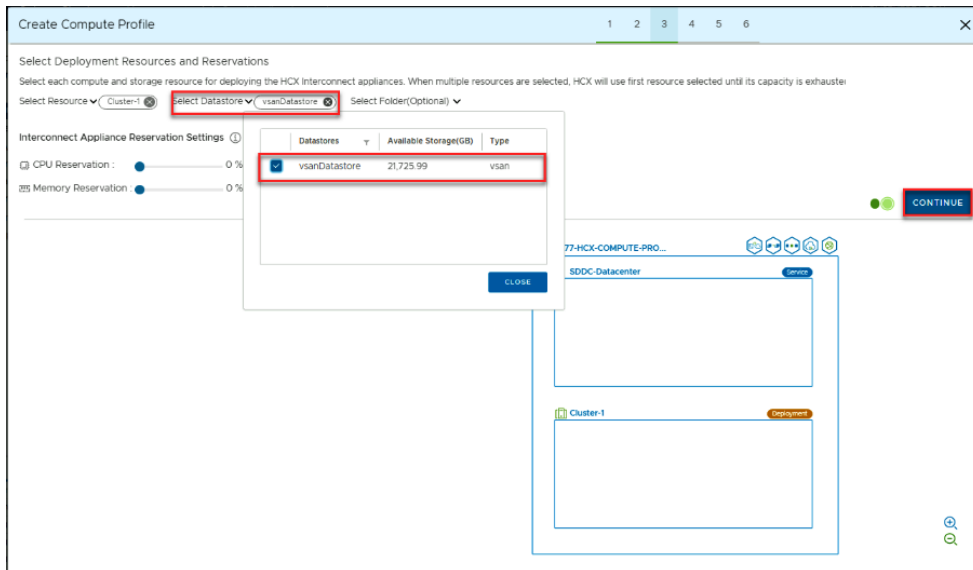 Create Compute Profile 1 2 3 4 5 6
Select Deployment Resources and Reservations
Select each compute and storage resource for deploying the HCX Interconnect appliances. When multiple resources are selected, HCX will use first resource selected until its capacity is exhauste
Select Resource Cluster-1 Select Datastore vsanDatastore Select Folder(Optional)
Interconnect Appliance Reservation Settings
CPU Reservation : 0 %
Memory Reservation : 0 %
Datastores Available Storage(GB) Type
vsanDatastore 21,725.99 vsan
CLOSE
CONTINUE
77-HCX-COMPUTE-PRO...
SDDC-Datacenter Service
Cluster-1 Deployment